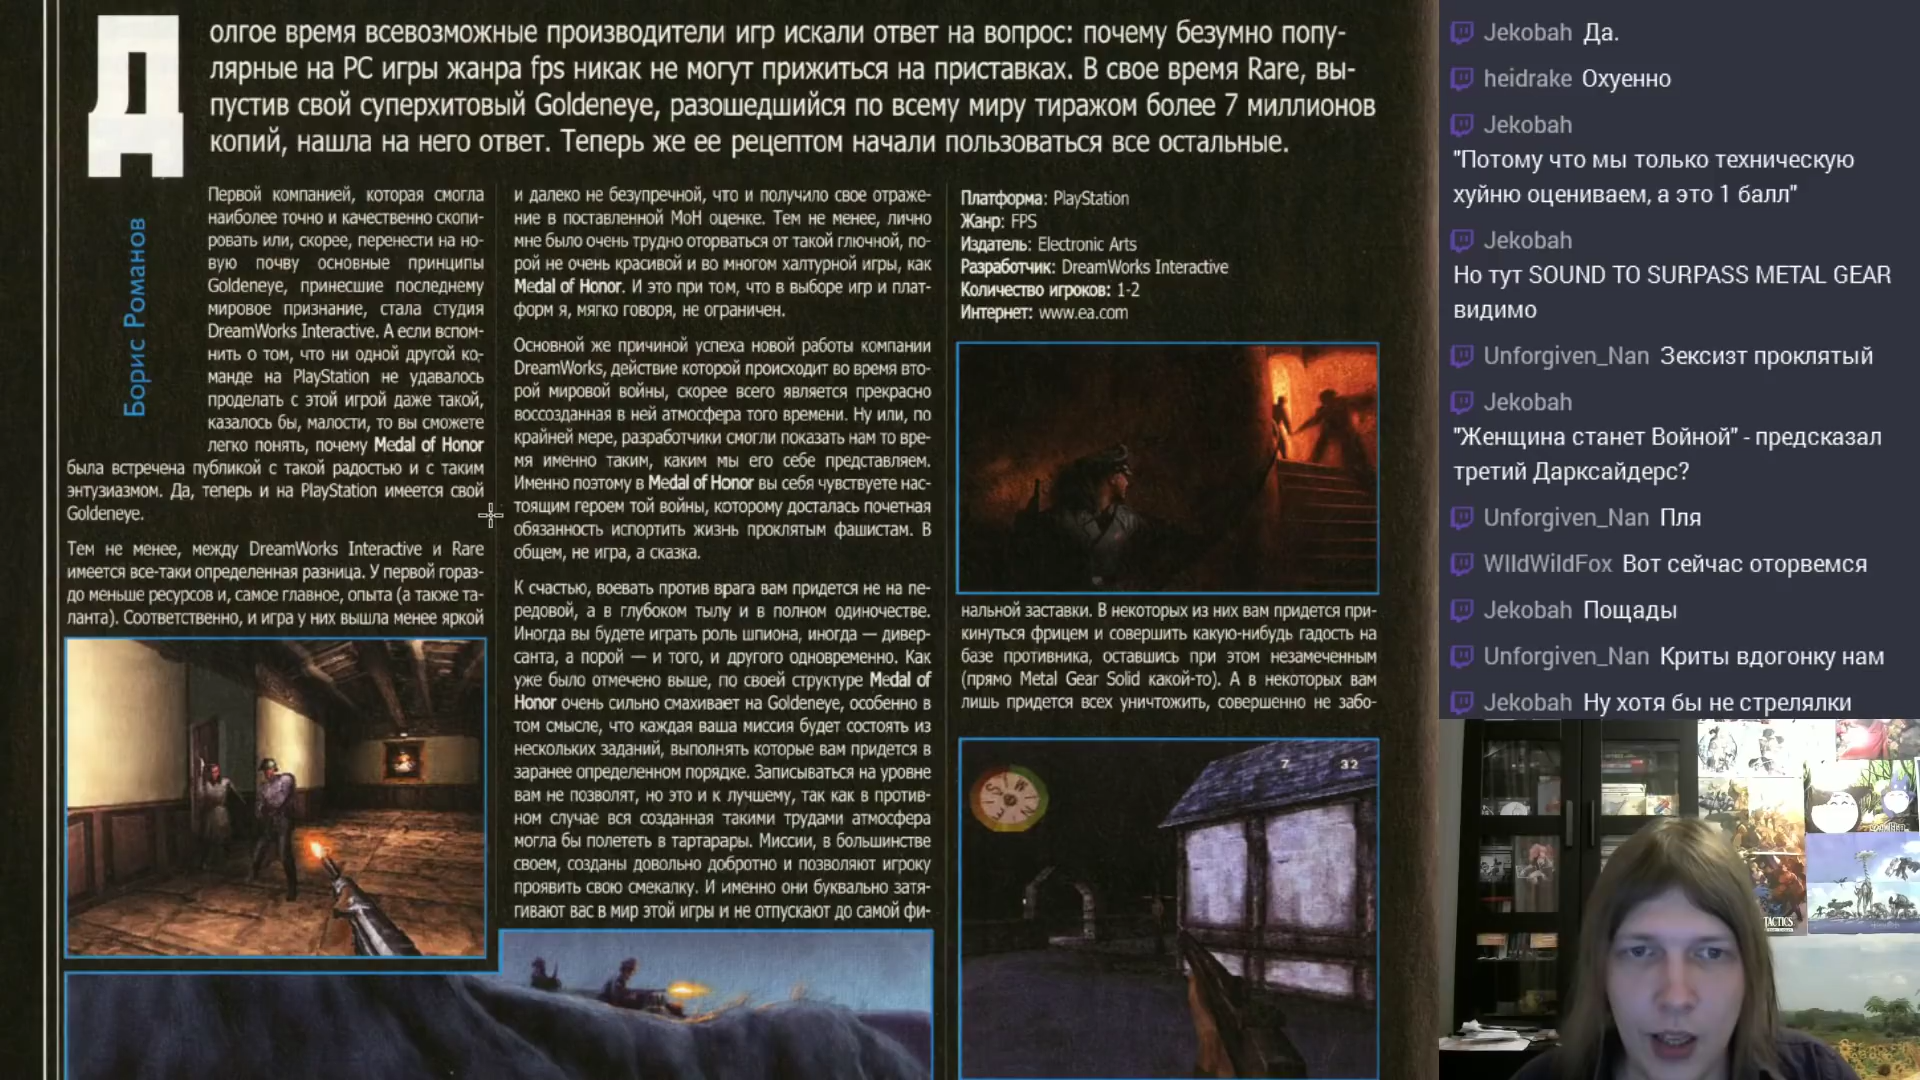 Д
олгое время всевозможные производители игр искали ответ на вопрос: почему безумно попу-
лярные на PC игры жанра fps никак не могут прижиться на приставках. В свое время Rare, вы-
пустив свой суперхитовый Goldeneye, разошедшийся по всему миру тиражом более 7 миллионов
копий, нашла на него ответ. Теперь же ее рецептом начали пользоваться все остальные.
Борис Романов
Первой компанией, которая смогла
наиболее точно и качественно скопи-
ровать или, скорее, перенести на но-
вую почву основные принципы
Goldeneye, принесшие последнему
мировое признание, стала студия
DreamWorks Interactive. А если вспом-
нить о том, что ни одной другой ко-
манде на PlayStation не удавалось
проделать с этой игрой даже такой,
казалось бы, малости, то вы сможете
легко понять, почему Medal of Honor
была встречена публикой с такой радостью и с таким
энтузиазмом. Да, теперь и на PlayStation имеется свой
Goldeneye.
Тем не менее, между DreamWorks Interactive и Rare
имеется все-таки определенная разница. У первой гораз-
до меньше ресурсов и, самое главное, опыта (а также та-
ланта). Соответственно, и игра у них вышла менее яркой
и далеко не безупречной, что и получило свое отраже-
ние в поставленной MoH оценке. Тем не менее, лично
мне было очень трудно оторваться от такой глючной, по-
рой не очень красивой и во многом халтурной игры, как
Medal of Honor. И это при том, что в выборе игр и плат-
форм я, мягко говоря, не ограничен.
Основной же причиной успеха новой работы компании
DreamWorks, действие которой происходит во время вто-
рой мировой войны, скорее всего является прекрасно
воссозданная в ней атмосфера того времени. Ну или, по
крайней мере, разработчики смогли показать нам то вре-
мя именно таким, каким мы его себе представляем.
Именно поэтому в Medal of Honor вы себя чувствуете нас-
тоящим героем той войны, которому досталась почетная
обязанность испортить жизнь проклятым фашистам. В
общем, не игра, а сказка.
К счастью, воевать против врага вам придется не на пе-
редовой, а в глубоком тылу и в полном одиночестве.
Иногда вы будете играть роль шпиона, иногда — дивер-
санта, а порой — и того, и другого одновременно. Как
уже было отмечено выше, по своей структуре Medal of
Honor очень сильно смахивает на Goldeneye, особенно в
том смысле, что каждая ваша миссия будет состоять из
нескольких заданий, выполнять которые вам придется в
заранее определенном порядке. Записываться на уровне
вам не позволят, но это и к лучшему, так как в против-
ном случае вся созданная такими трудами атмосфера
могла бы полететь в тартарары. Миссии, в большинстве
своем, созданы довольно добротно и позволяют игроку
проявить свою смекалку. И именно они буквально затя-
гивают вас в мир этой игры и не отпускают до самой фи-
Платформа: PlayStation
Жанр: FPS
Издатель: Electronic Arts
Разработчик: DreamWorks Interactive
Количество игроков: 1-2
Интернет: www.ea.com
нальной заставки. В некоторых из них вам придется при-
кинуться фрицем и совершить какую-нибудь гадость на
базе противника, оставшись при этом незамеченным
(прямо Metal Gear Solid какой-то). А в некоторых вам
лишь придется всех уничтожить, совершенно не забо-
7 32
Jekobah Да.
heidrake Охуенно
Jekobah
"Потому что мы только техническую
хуйню оцениваем, а это 1 балл"
Jekobah
Но тут SOUND TO SURPASS METAL GEAR
видимо
Unforgiven_Nan Зексизт проклятый
Jekobah
"Женщина станет Войной" - предсказал
третий Дарксайдерс?
Unforgiven_Nan Пля
WIldWildFox Вот сейчас оторвемся
Jekobah Пощады
Unforgiven_Nan Криты вдогонку нам
Jekobah Ну хотя бы не стрелялки
TACTICS